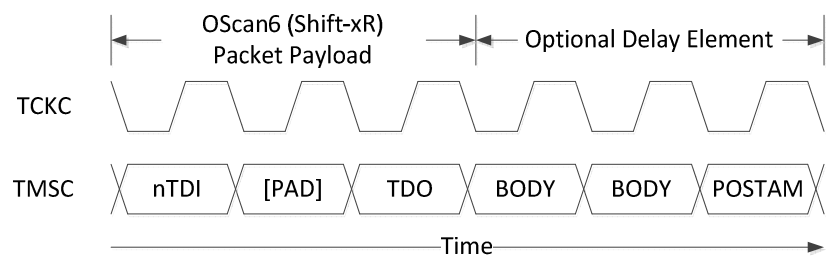 OScan6 (Shift-xR)
Packet Payload
Optional Delay Element
TCKC
TMSC
nTDI
[PAD]
TDO
BODY
BODY
POSTAM
Time